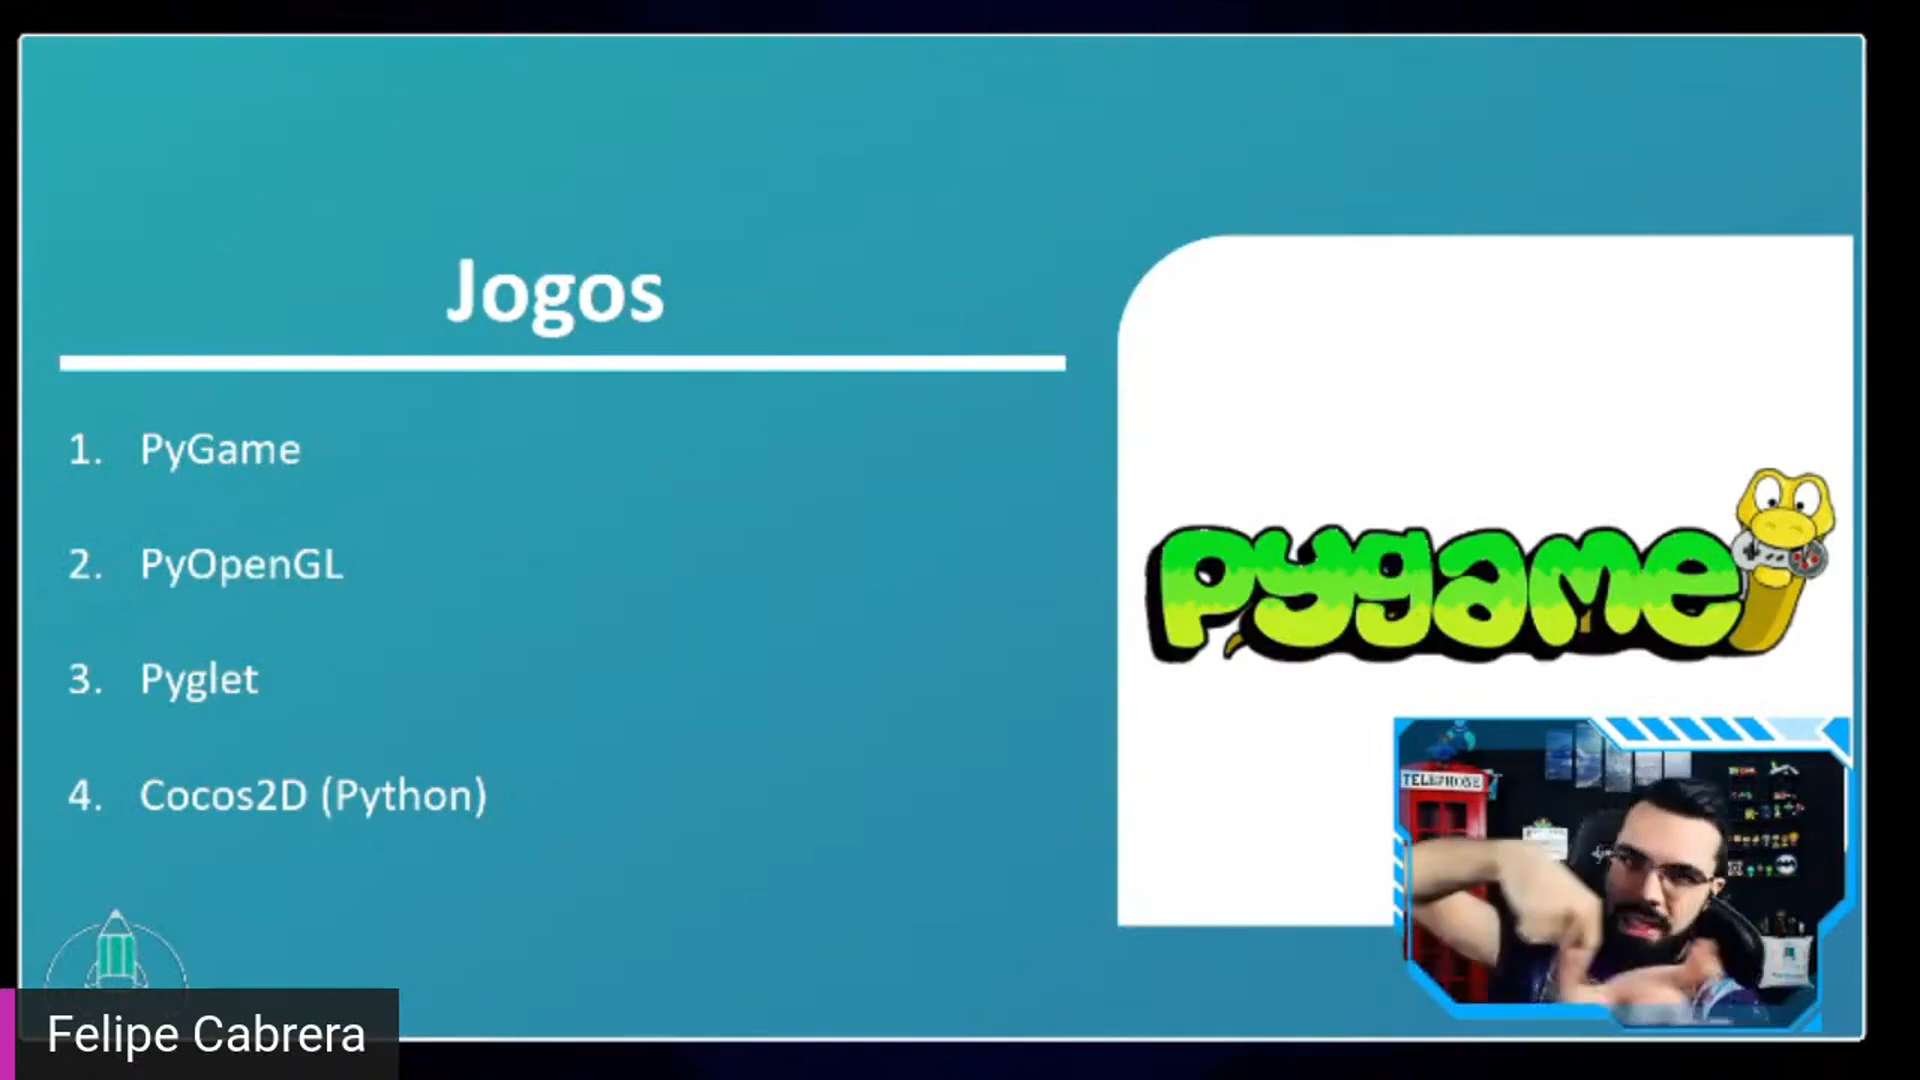 Jogos
1. PyGame
2. PyOpenGL
3. Pyglet
4. Cocos2D (Python)
pygame
TELEPHONE
Felipe Cabrera